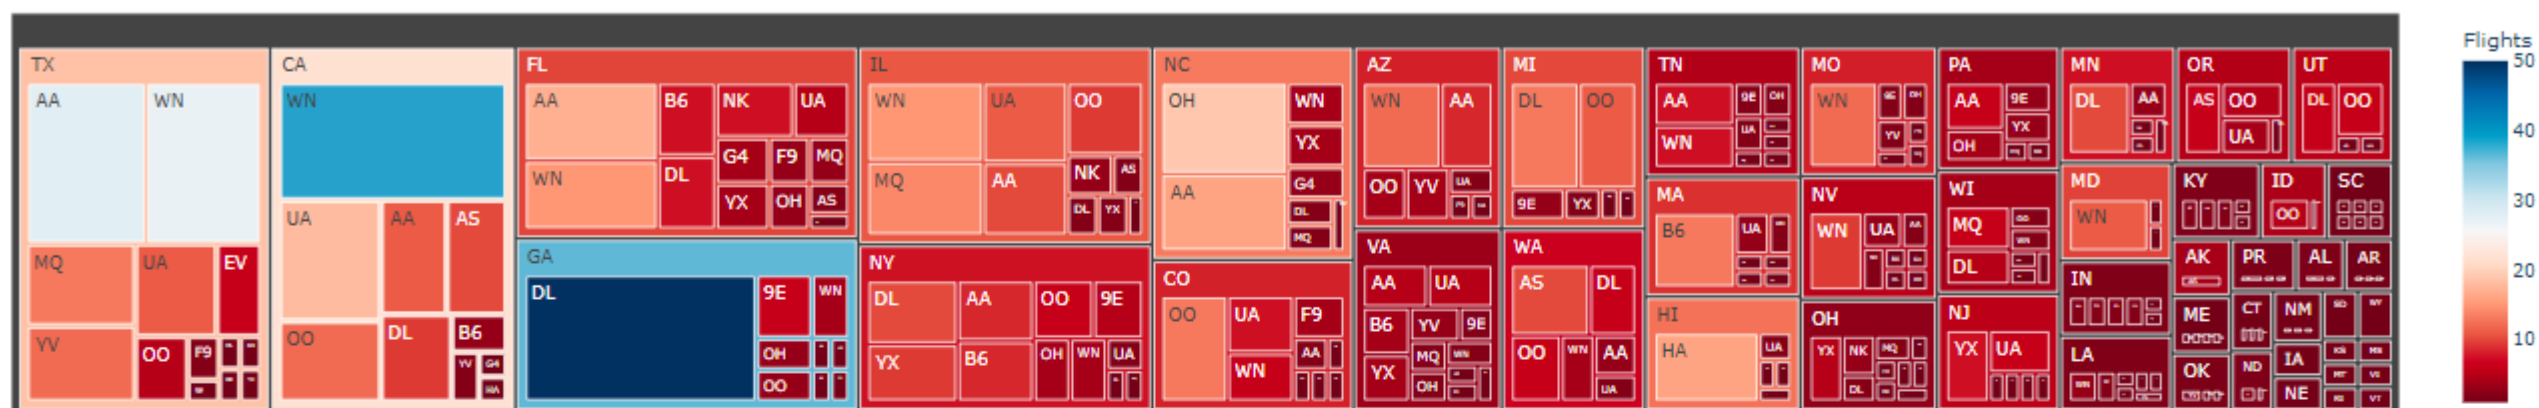 TX
AA
WN
MQ
UA
EV
YV
OO
F9
CA
WN
UA
AA
AS
OO
DL
B6
YV
G4
HA
FL
AA
B6
NK
UA
WN
DL
G4
F9
MQ
YX
OH
AS
GA
DL
9E
WN
OH
OO
IL
WN
UA
OO
MQ
AA
NK
AS
DL
YX
NY
DL
AA
OO
9E
YX
B6
OH
WN
UA
NC
OH
WN
YX
AA
G4
DL
MQ
CO
OO
UA
F9
WN
AA
AZ
WN
AA
OO
YV
UA
VA
AA
UA
B6
YV
9E
YX
MQ
WN
OH
MI
DL
OO
9E
YX
WA
AS
DL
OO
WN
AA
UA
TN
AA
9E
OH
WN
UA
MA
B6
UA
HI
HA
UA
MO
WN
9E
OH
YV
NV
WN
UA
AA
OH
YX
NK
MQ
DL
PA
AA
9E
YX
OH
WI
MQ
OO
WN
DL
NJ
YX
UA
MN
DL
AA
MD
WN
IN
LA
WN
OR
AS
OO
UA
UT
DL
OO
KY
ID
OO
SC
AK
AS
PR
AL
AR
ME
CT
NM
SD
WY
OK
ND
IA
NE
KS
MS
MT
VI
RI
VT
Flights
50
40
30
20
10